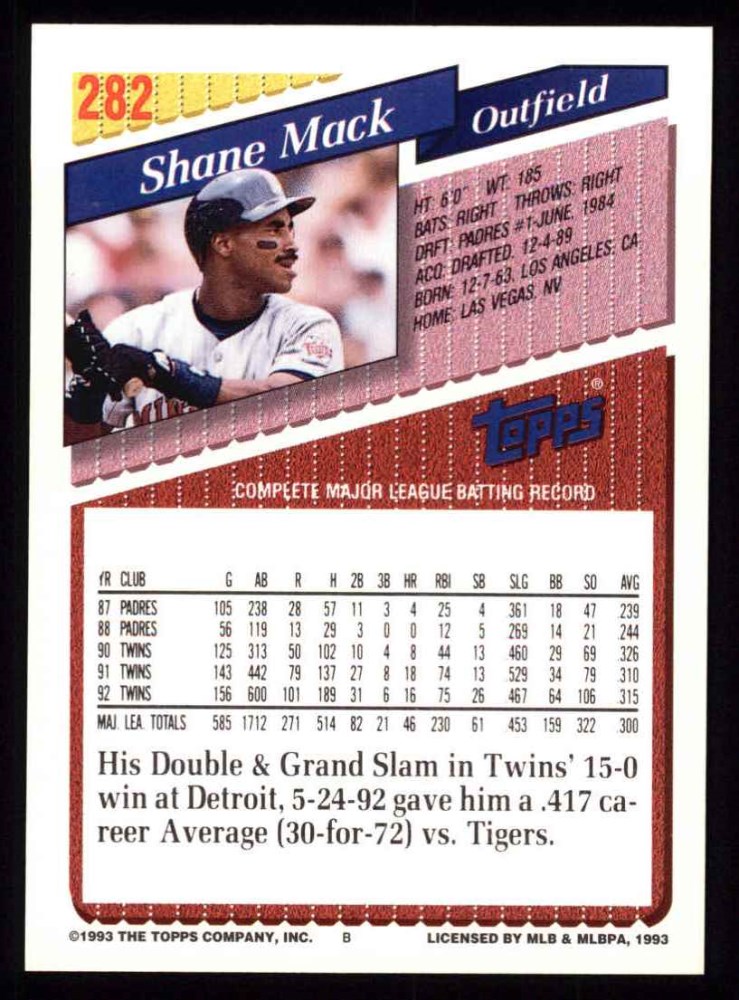 282
Shane Mack
Outfield
HT: 6'0" WT: 185
BATS: RIGHT THROWS: RIGHT
DRFT: PADRES #1-JUNE, 1984
ACQ: DRAFTED, 12-4-89
BORN: 12-7-63, LOS ANGELES, CA
HOME: LAS VEGAS, NV
Twins
topps®
COMPLETE MAJOR LEAGUE BATTING RECORD
YR CLUB G AB R H 2B 3B HR RBI SB SLG BB SO AVG
87 PADRES 105 238 28 57 11 3 4 25 4 .361 18 47 .239
88 PADRES 56 119 13 29 3 0 0 12 5 .269 14 21 .244
90 TWINS 125 313 50 102 10 4 8 44 13 .460 29 69 .326
91 TWINS 143 442 79 137 27 8 18 74 13 .529 34 79 .310
92 TWINS 156 600 101 189 31 6 16 75 26 .467 64 106 .315
MAJ. LEA. TOTALS 585 1712 271 514 82 21 46 230 61 .453 159 322 .300
His Double & Grand Slam in Twins' 15-0
win at Detroit, 5-24-92 gave him a .417 ca-
reer Average (30-for-72) vs. Tigers.
©1993 THE TOPPS COMPANY, INC. B LICENSED BY MLB & MLBPA, 1993